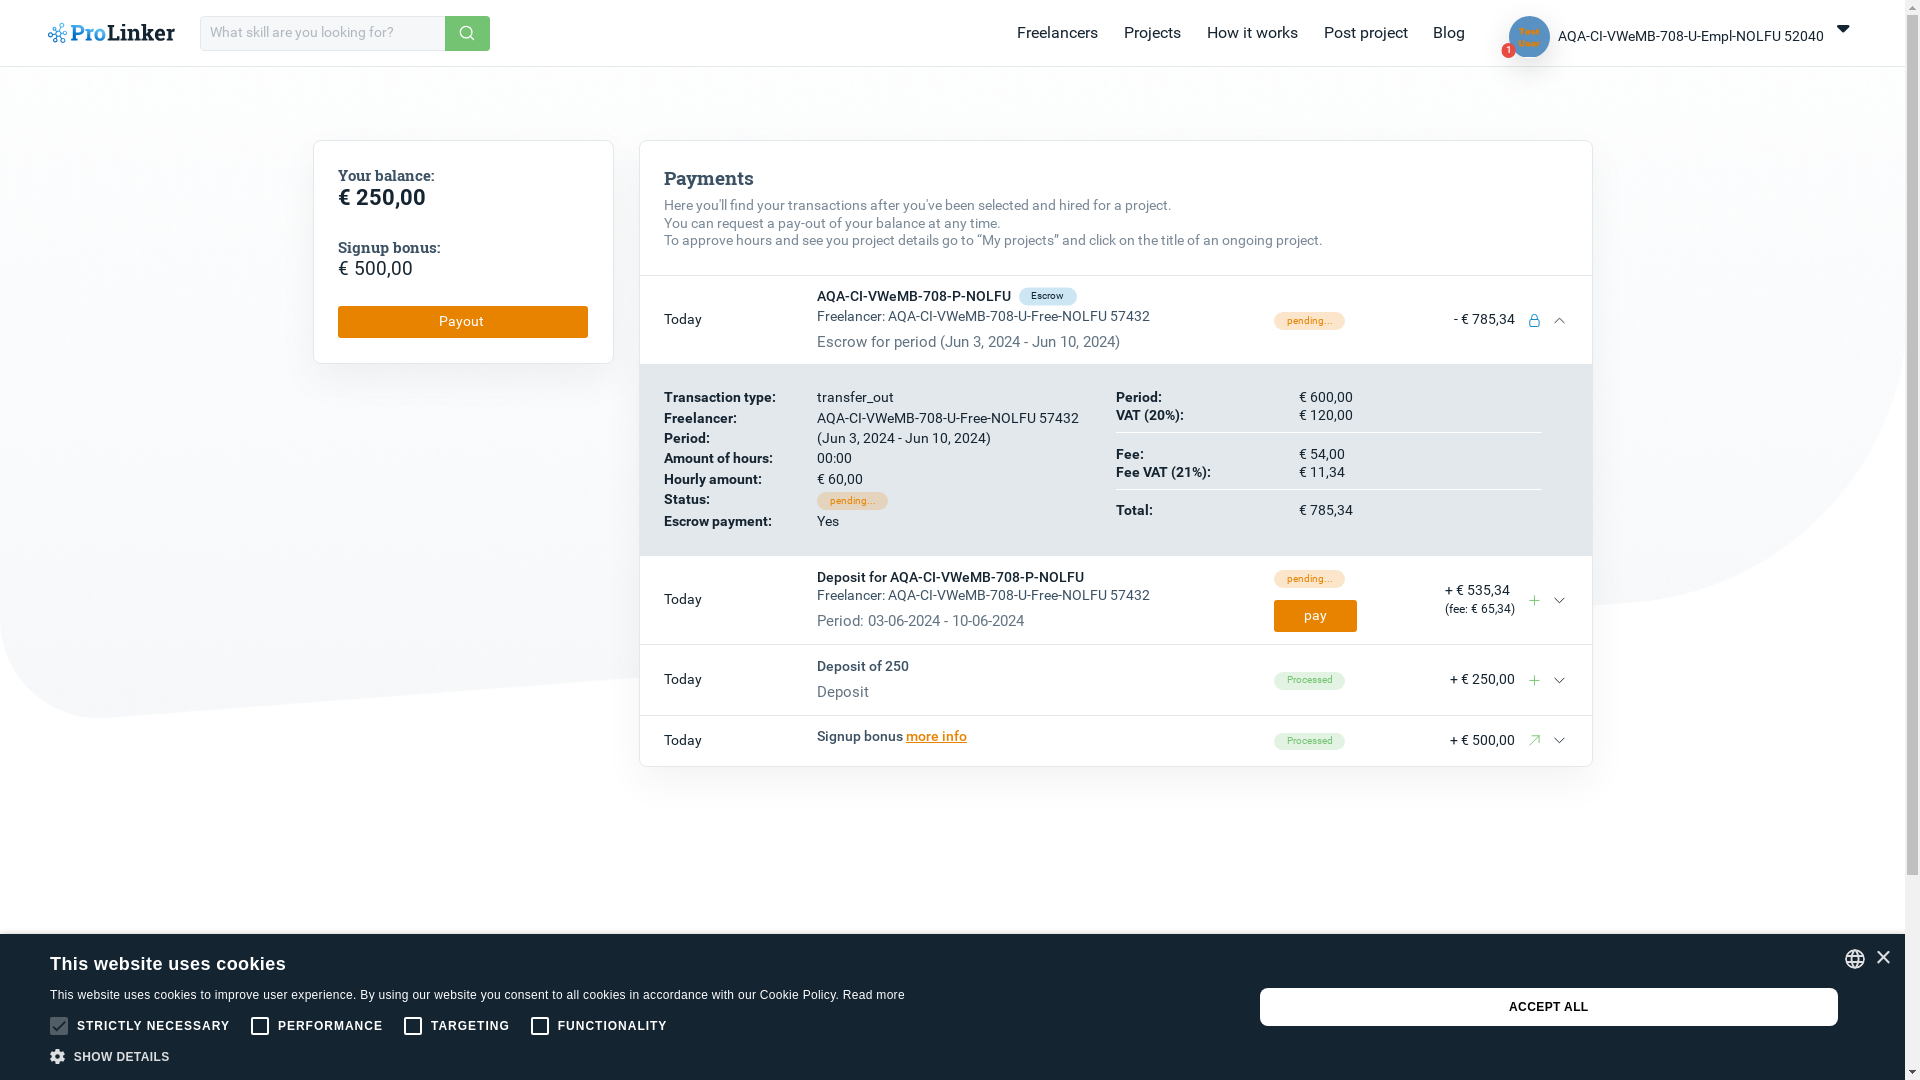 ProLinker
What skill are you looking for?
Freelancers
Projects
How it works
Post project
Blog
Test
User
1
AQA-CI-VWeMB-708-U-Empl-NOLFU 52040
Your balance:
€ 250,00
Signup bonus:
€ 500,00
Payout
Payments
Here you'll find your transactions after you've been selected and hired for a project.
You can request a pay-out of your balance at any time.
To approve hours and see you project details go to “My projects” and click on the title of an ongoing project.
Today
AQA-CI-VWeMB-708-P-NOLFU Escrow
Freelancer: AQA-CI-VWeMB-708-U-Free-NOLFU 57432
Escrow for period (Jun 3, 2024 - Jun 10, 2024)
pending...
- € 785,34
Transaction type: transfer_out
Freelancer: AQA-CI-VWeMB-708-U-Free-NOLFU 57432
Period: (Jun 3, 2024 - Jun 10, 2024)
Amount of hours: 00:00
Hourly amount: € 60,00
Status: pending...
Escrow payment: Yes
Period: € 600,00
VAT (20%): € 120,00
Fee: € 54,00
Fee VAT (21%): € 11,34
Total: € 785,34
Today
Deposit for AQA-CI-VWeMB-708-P-NOLFU
Freelancer: AQA-CI-VWeMB-708-U-Free-NOLFU 57432
Period: 03-06-2024 - 10-06-2024
pending...
pay
+ € 535,34
(fee: € 65,34)
Today
Deposit of 250
Deposit
Processed
+ € 250,00
Today
Signup bonus more info
Processed
+ € 500,00
This website uses cookies
This website uses cookies to improve user experience. By using our website you consent to all cookies in accordance with our Cookie Policy. Read more
STRICTLY NECESSARY
PERFORMANCE
TARGETING
FUNCTIONALITY
SHOW DETAILS
ACCEPT ALL